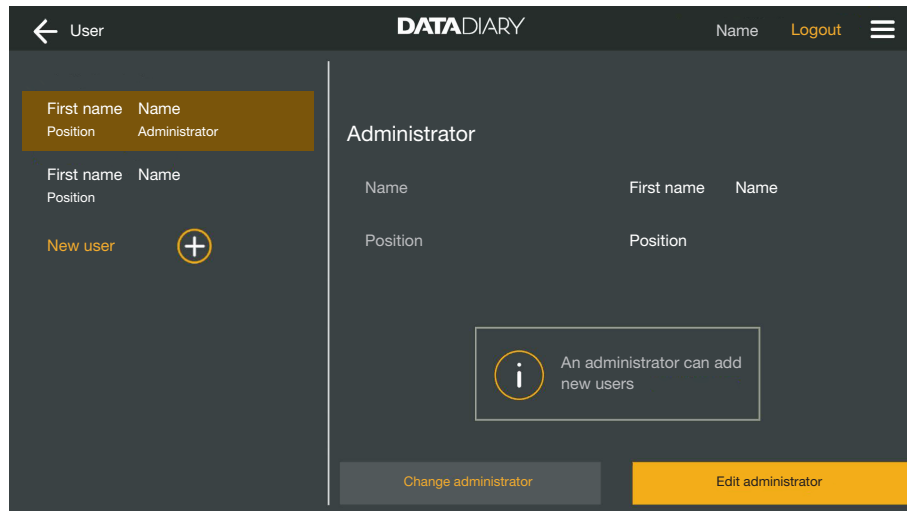 User
DATADIARY
Name Logout
First name Name
Position Administrator
First name Name
Position
New user
Administrator
Name First name Name
Position Position
An administrator can add
new users
Change administrator
Edit administrator